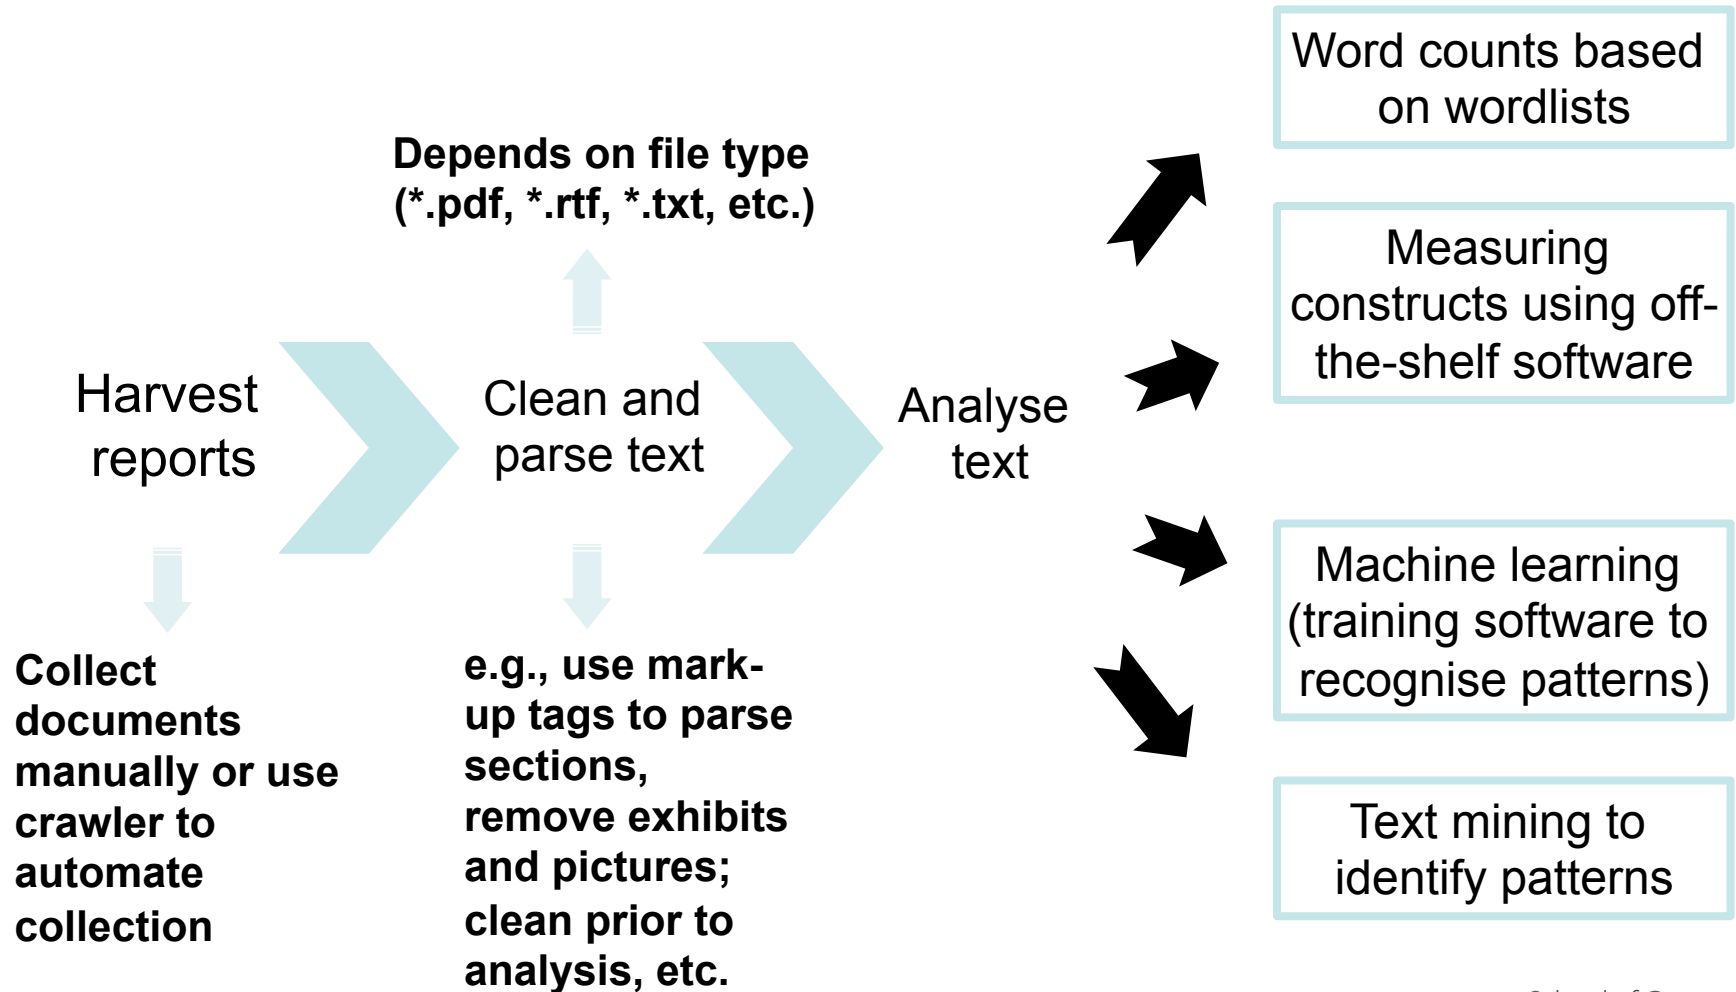 Harvest
reports
Collect
documents
manually or use
crawler to
automate
collection
Depends on file type
(*.pdf, *.rtf, *.txt, etc.)
Clean and
parse text
e.g., use mark-
up tags to parse
sections,
remove exhibits
and pictures;
clean prior to
analysis, etc.
Analyse
text
Word counts based
on wordlists
Measuring
constructs using off-
the-shelf software
Machine learning
(training software to
recognise patterns)
Text mining to
identify patterns